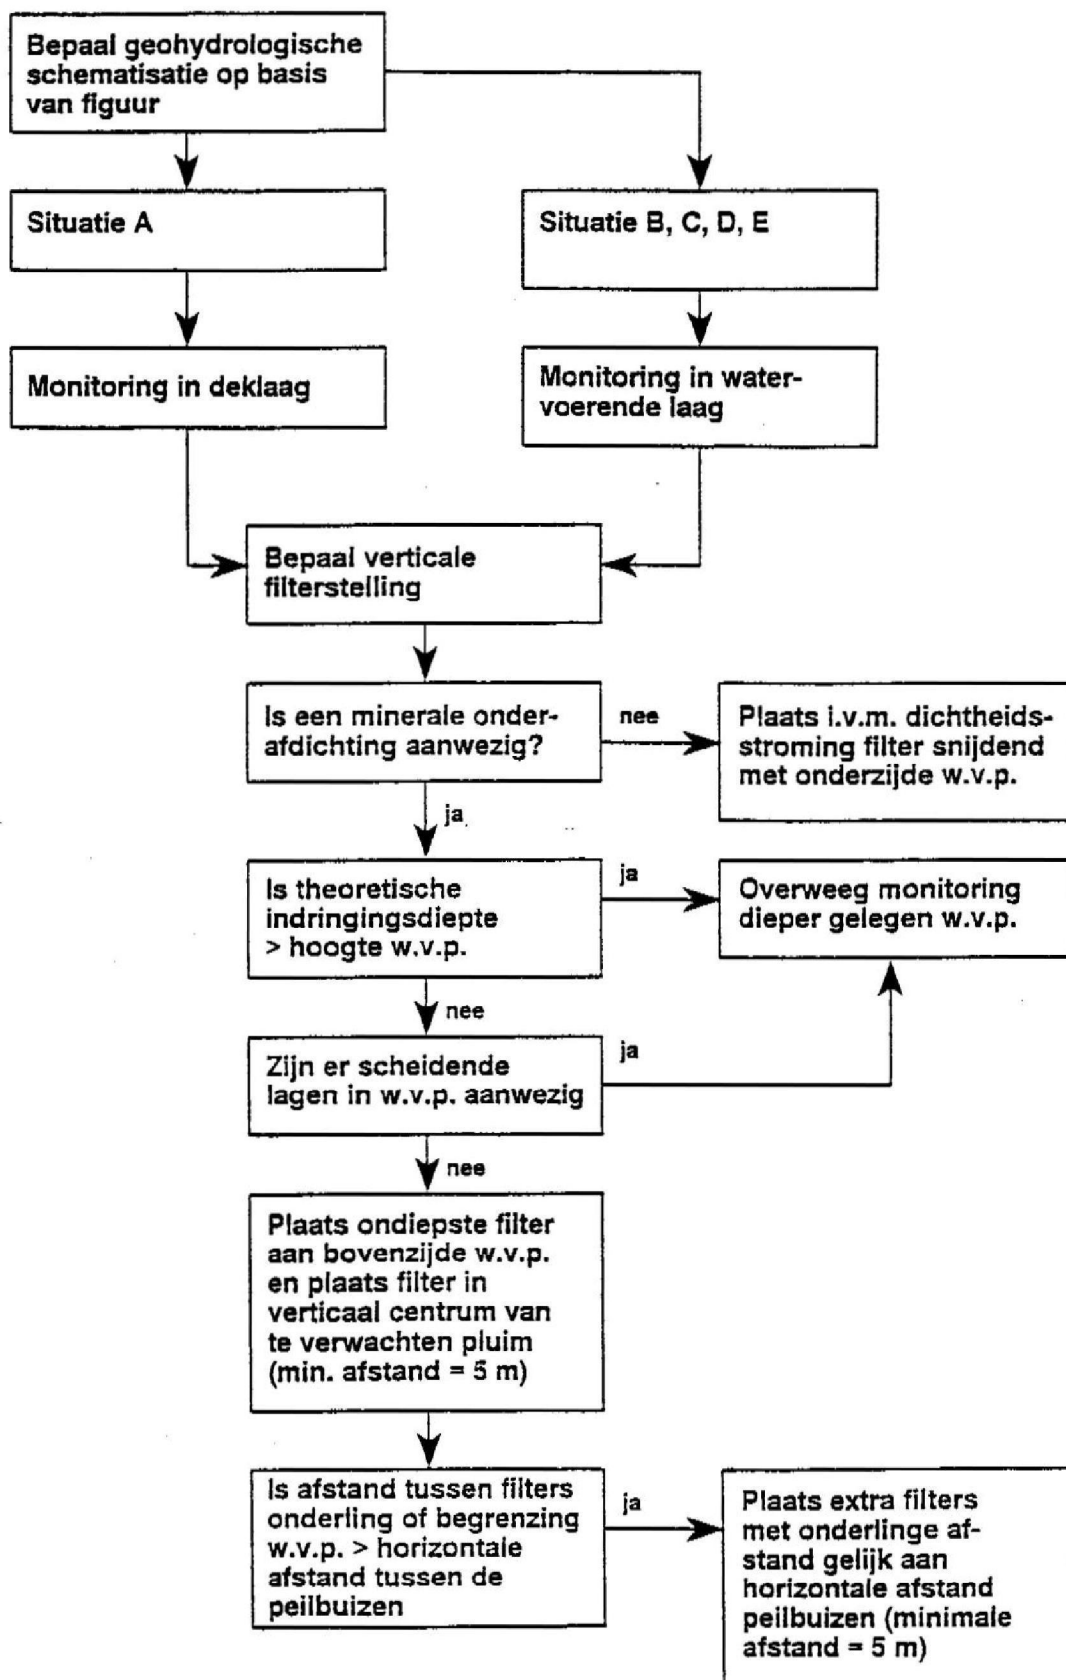 Bepaal geohydrologische
schematisatie op basis
van figuur
Situatie A
Situatie B, C, D, E
Monitoring in deklaag
Monitoring in water-
voerende laag
Bepaal verticale
filterstelling
Is een minerale onder-
afdichting aanwezig?
nee
Plaats i.v.m. dichtheids-
stroming filter snijdend
met onderzijde w.v.p.
ja
Is theoretische
indringingsdiepte
> hoogte w.v.p.
ja
Overweeg monitoring
dieper gelegen w.v.p.
nee
Zijn er scheidende
lagen in w.v.p. aanwezig
ja
nee
Plaats ondiepste filter
aan bovenzijde w.v.p.
en plaats filter in
verticaal centrum van
te verwachten pluim
(min. afstand = 5 m)
Is afstand tussen filters
onderling of begrenzing
w.v.p. > horizontale
afstand tussen de
peilbuizen
ja
Plaats extra filters
met onderlinge af-
stand gelijk aan
horizontale afstand
peilbuizen (minimale
afstand = 5 m)